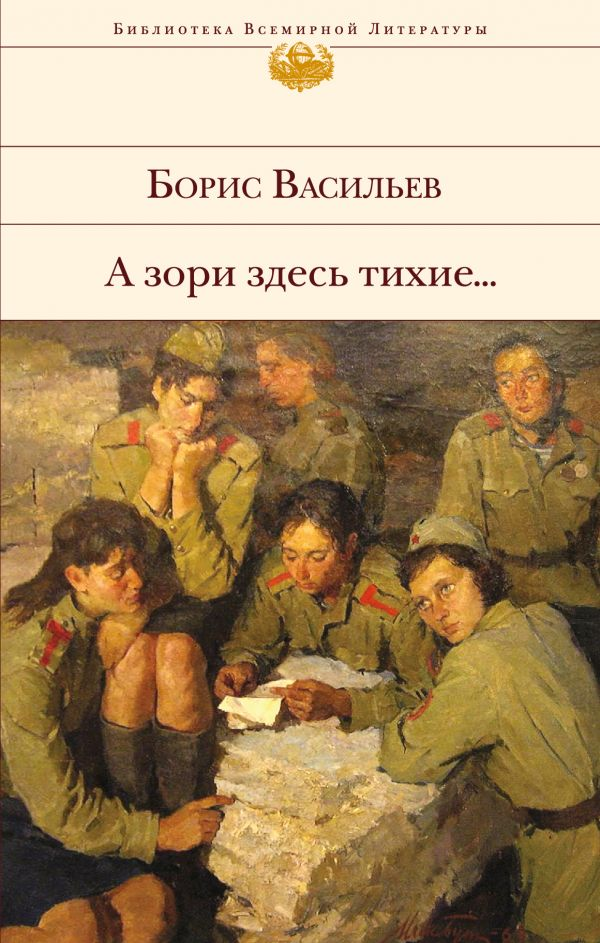 Библиотека Всемирной Литературы
Борис Васильев
А зори здесь тихие...